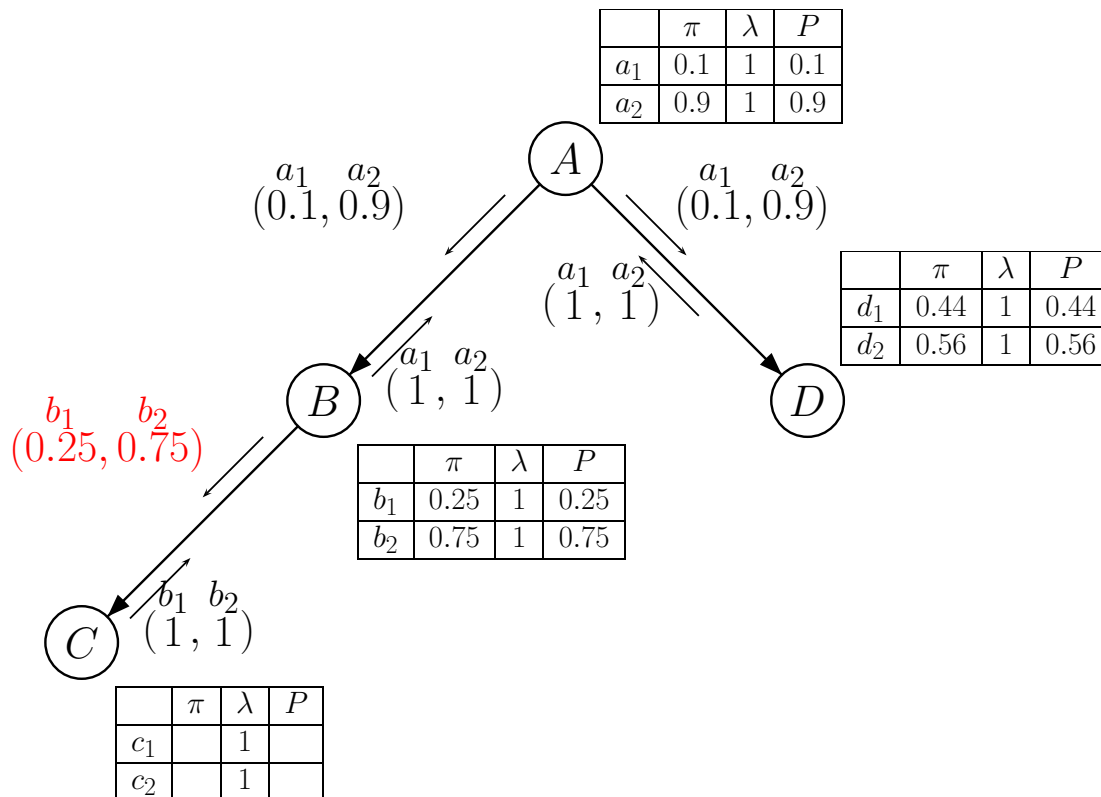 π λ P
a1 0.1 1 0.1
a2 0.9 1 0.9
A
a1 a2
(0.1, 0.9)
a1 a2
(0.1, 0.9)
a1 a2
(1, 1)
π λ P
d1 0.44 1 0.44
d2 0.56 1 0.56
a1 a2
(1, 1)
B
D
b1 b2
(0.25, 0.75)
π λ P
b1 0.25 1 0.25
b2 0.75 1 0.75
b1 b2
(1, 1)
C
π λ P
c1 1
c2 1